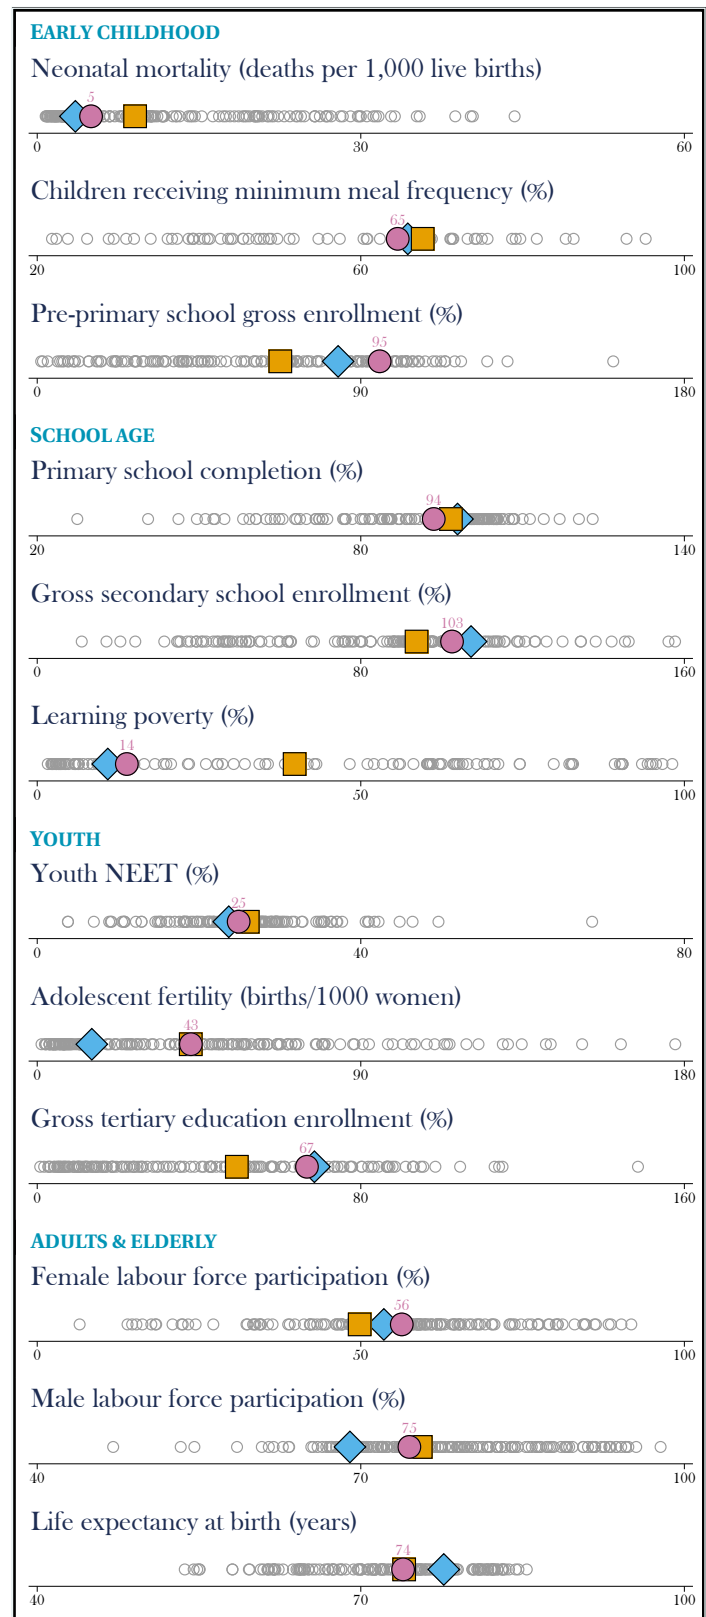 EARLY CHILDHOOD
Neonatal mortality (deaths per 1,000 live births)
5
0 30 60
Children receiving minimum meal frequency (%)
65
20 60 100
Pre-primary school gross enrollment (%)
95
0 90 180
SCHOOL AGE
Primary school completion (%)
94
20 80 140
Gross secondary school enrollment (%)
103
0 80 160
Learning poverty (%)
14
0 50 100
YOUTH
Youth NEET (%)
25
0 40 80
Adolescent fertility (births/1000 women)
43
0 90 180
Gross tertiary education enrollment (%)
67
0 80 160
ADULTS & ELDERLY
Female labour force participation (%)
56
0 50 100
Male labour force participation (%)
75
40 70 100
Life expectancy at birth (years)
74
40 70 100